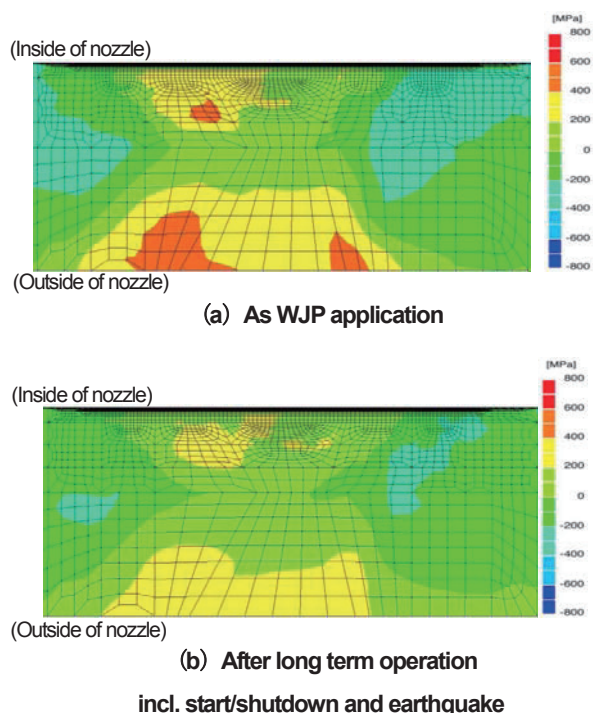 [MPa]
(Inside of nozzle)
800
600
400
200
0
-200
-400
-600
-800
(Outside of nozzle)
(a) As WJP application
[MPa]
(Inside of nozzle)
800
600
400
200
0
-200
-400
-600
-800
(Outside of nozzle)
(b) After long term operation
incl. start/shutdown and earthquake